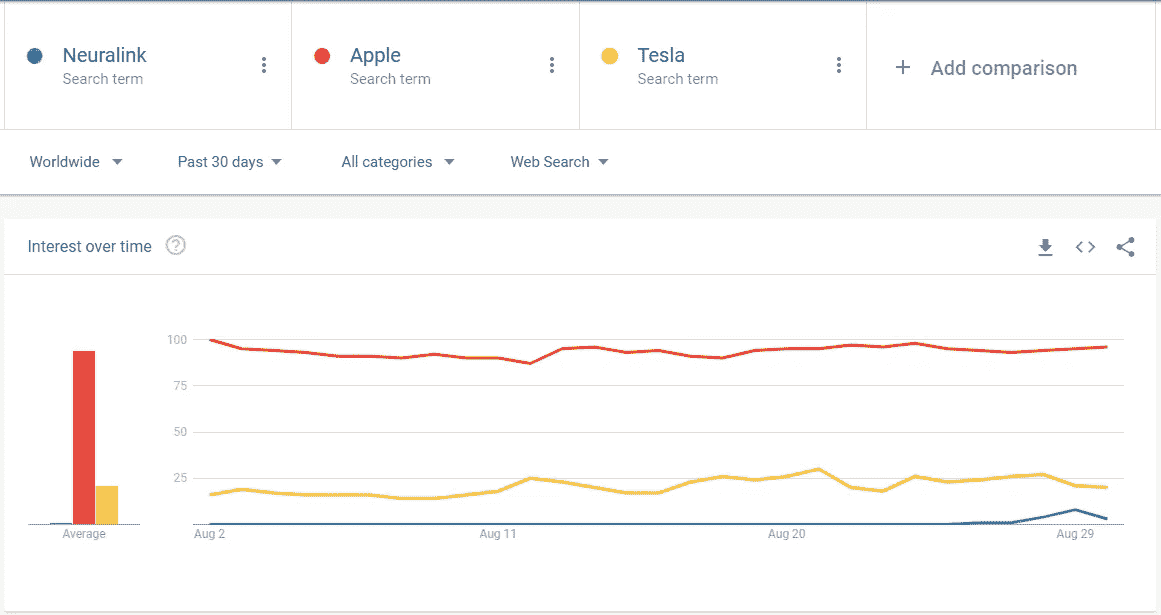 Neuralink Apple Tesla + Add comparison
Search term Search term Search term
Worldwide Past 30 days All categories Web Search
Interest over time ?
100
75
50
25
Average Aug 2 Aug 11 Aug 20 Aug 29